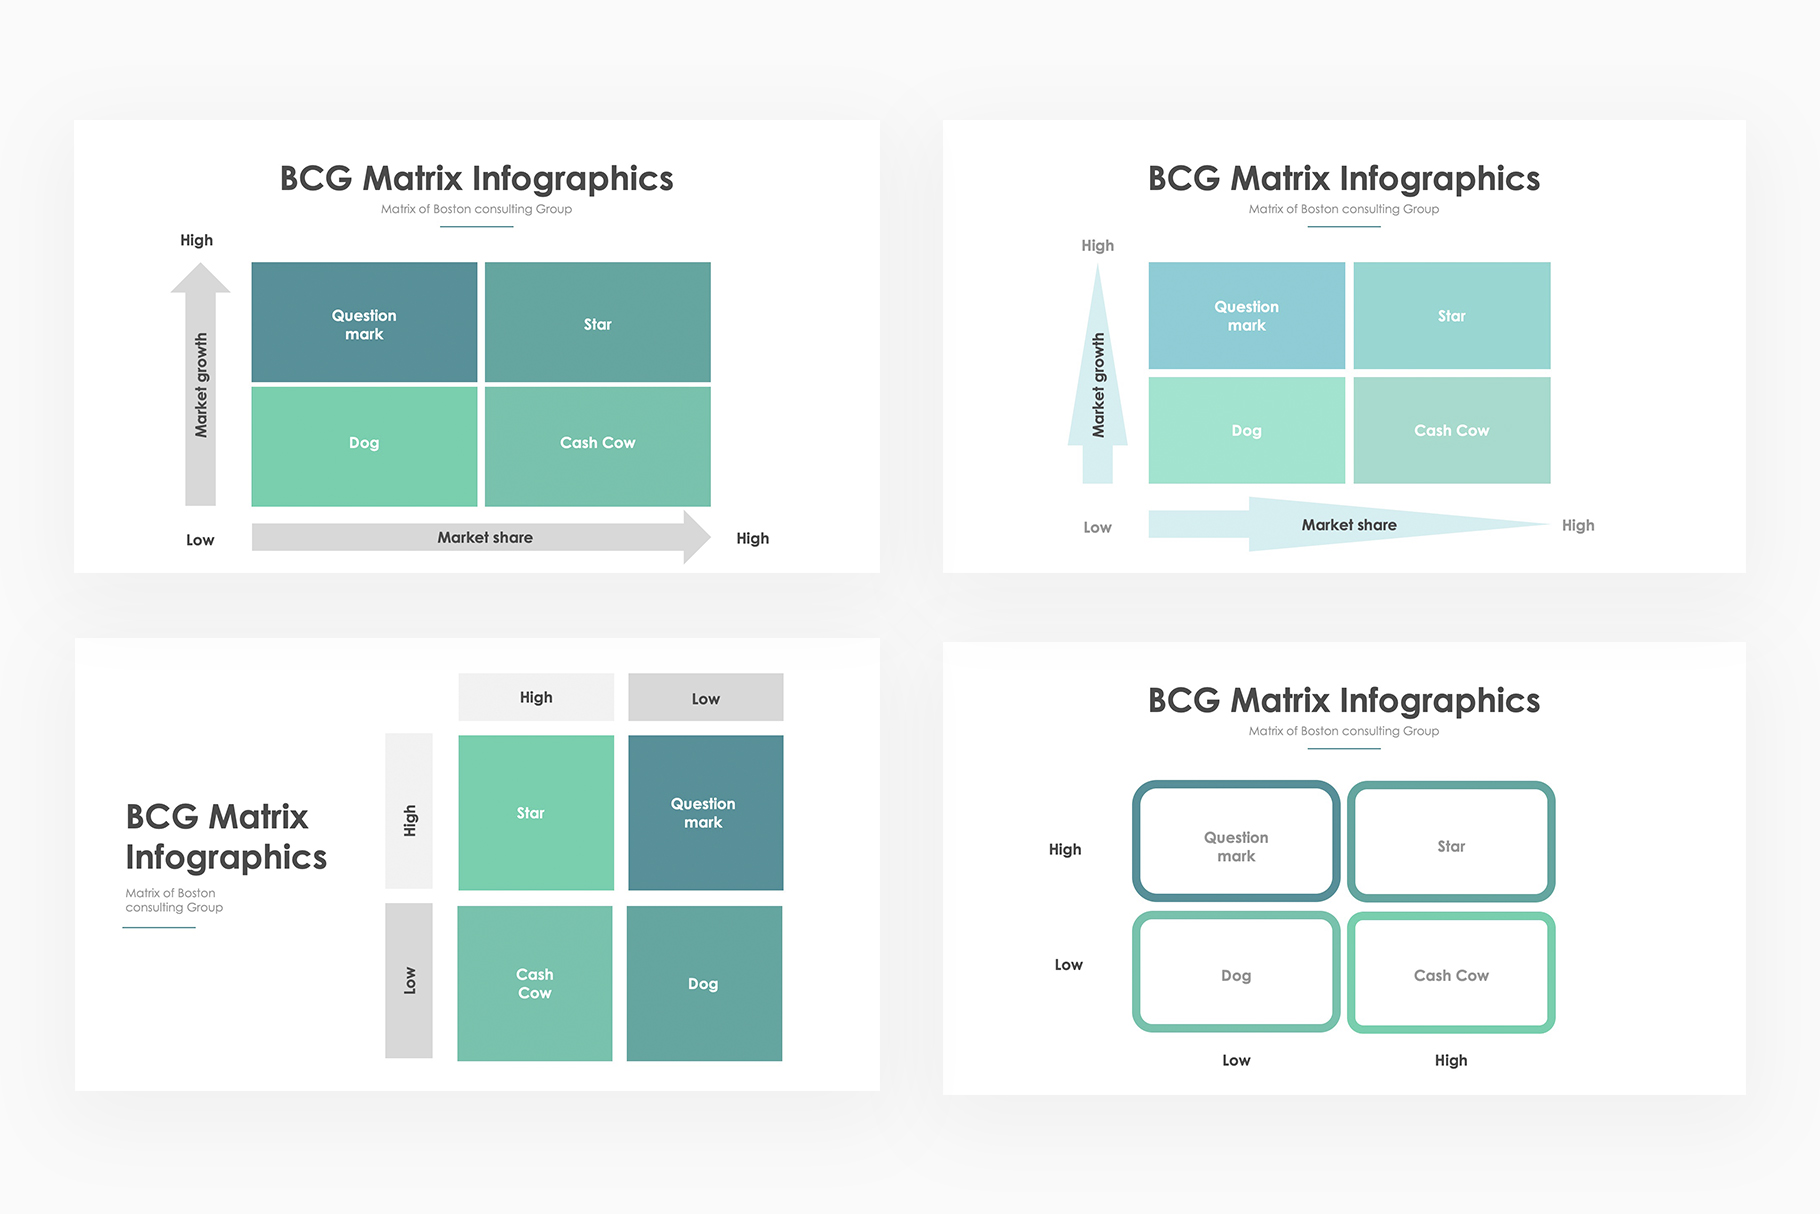 BCG Matrix Infographics
Matrix of Boston consulting Group
High
Market growth
Question
mark
Star
Dog
Cash Cow
Low
Market share
High
BCG Matrix Infographics
Matrix of Boston consulting Group
High
Market growth
Question
mark
Star
Dog
Cash Cow
Low
Market share
High
BCG Matrix
Infographics
Matrix of Boston
consulting Group
High
Low
High
Star
Question
mark
Low
Cash
Cow
Dog
BCG Matrix Infographics
Matrix of Boston consulting Group
High
Question
mark
Star
Low
Dog
Cash Cow
Low
High